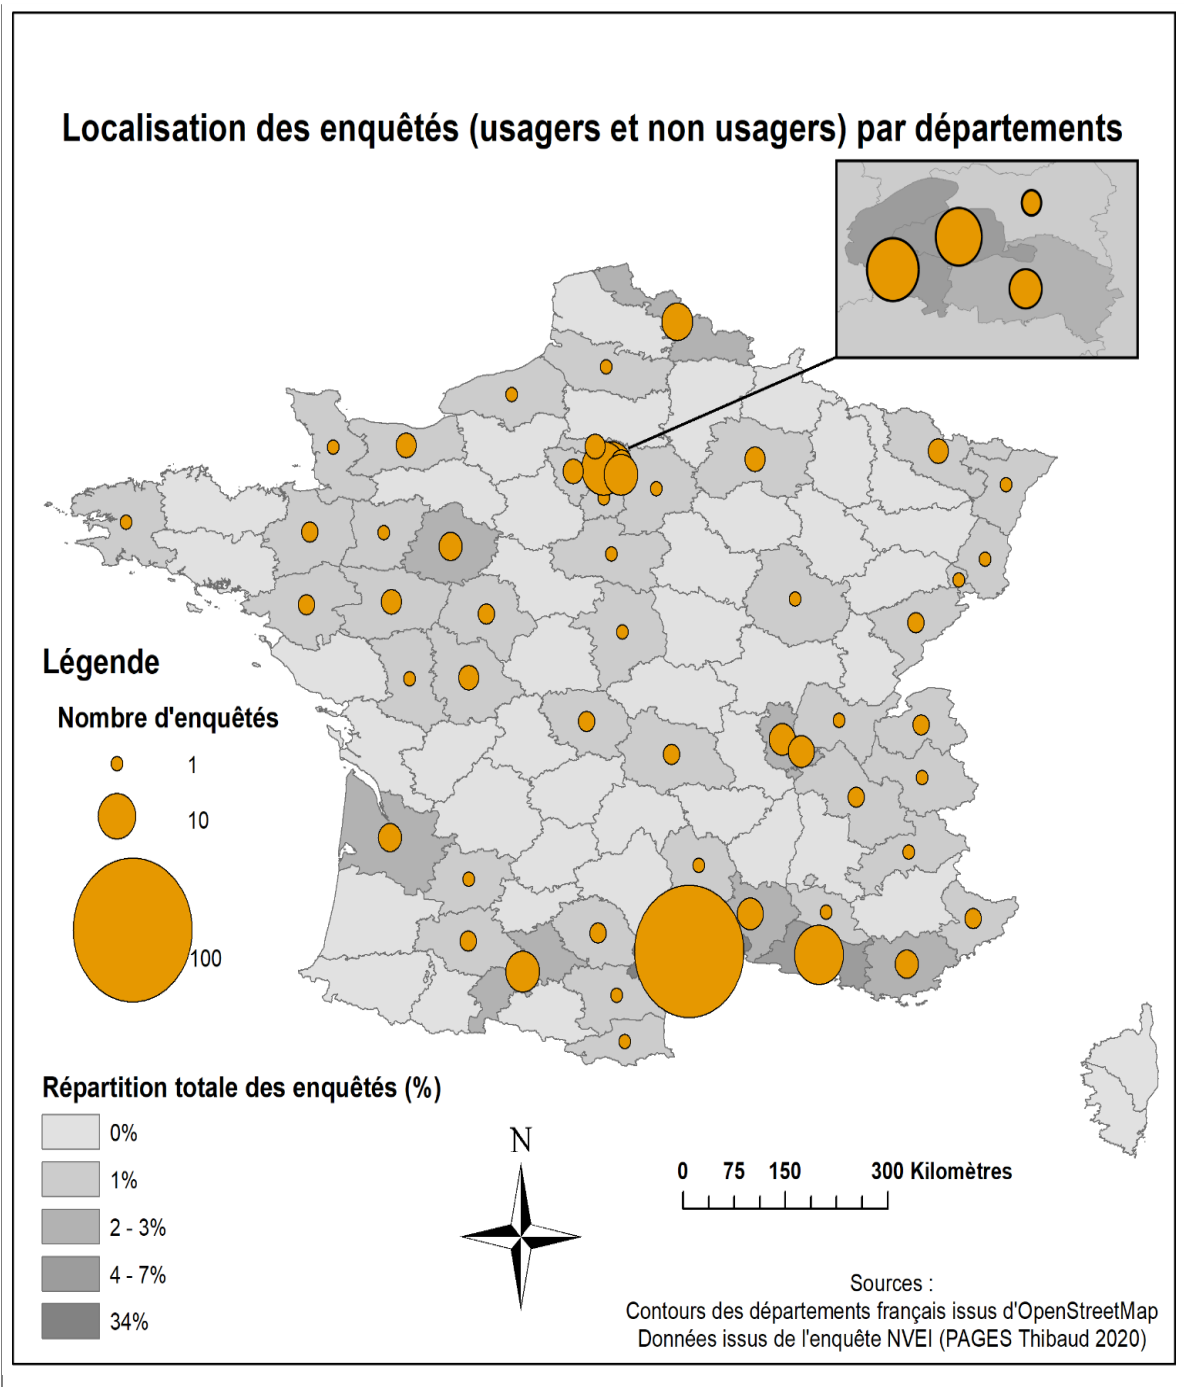 Localisation des enquêtés (usagers et non usagers) par départements
Légende
Nombre d'enquêtés
1
10
100
Répartition totale des enquêtés (%)
0%
1%
2 - 3%
4 - 7%
34%
N
0 75 150 300 Kilomètres
Sources :
Contours des départements français issus d'OpenStreetMap
Données issus de l'enquête NVEI (PAGES Thibaud 2020)